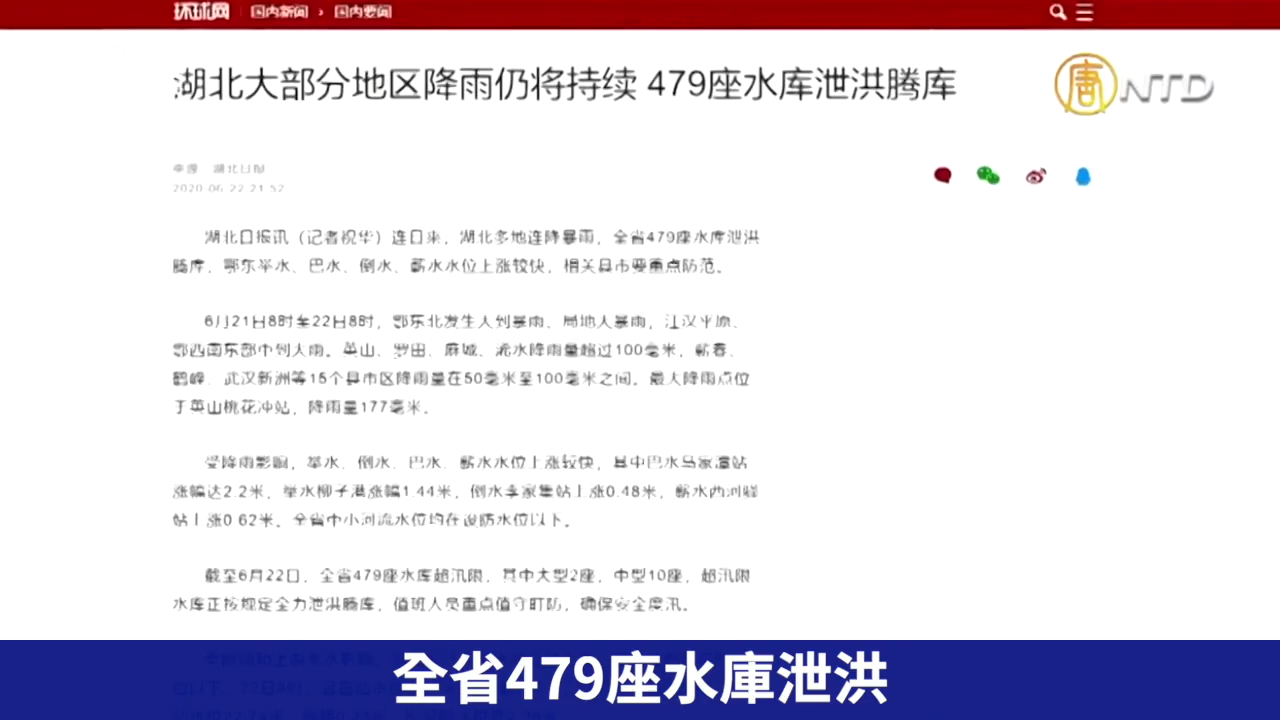 环球网 国内新闻 › 国内要闻
湖北大部分地区降雨仍将持续 479座水库泄洪腾库
唐 NTD
来源 湖北日报
2020-06-22 21:52
湖北日报讯（记者祝华）连日来，湖北多地连降暴雨，全省479座水库泄洪
腾库，鄂东举水、巴水、倒水、蕲水水位上涨较快，相关县市要重点防范。
6月21日8时至22日8时，鄂东北发生大到暴雨、局地大暴雨，江汉平原、
鄂西南东部中到大雨。英山、罗田、麻城、浠水降雨量超过100毫米，蕲春、
鹤峰、武汉新洲等15个县市区降雨量在50毫米至100毫米之间。最大降雨点位
于英山桃花冲站，降雨量177毫米。
受降雨影响，举水、倒水、巴水、蕲水水位上涨较快，其中巴水马家潭站
涨幅达2.2米，举水柳子港涨幅1.44米，倒水李家集站上涨0.48米，蕲水西河驿
站上涨0.62米。全省中小河流水位均在设防水位以下。
截至6月22日，全省479座水库超汛限，其中大型2座，中型10座，超汛限
水库正按规定全力泄洪腾库，值班人员重点值守盯防，确保安全度汛。
全省479座水庫泄洪